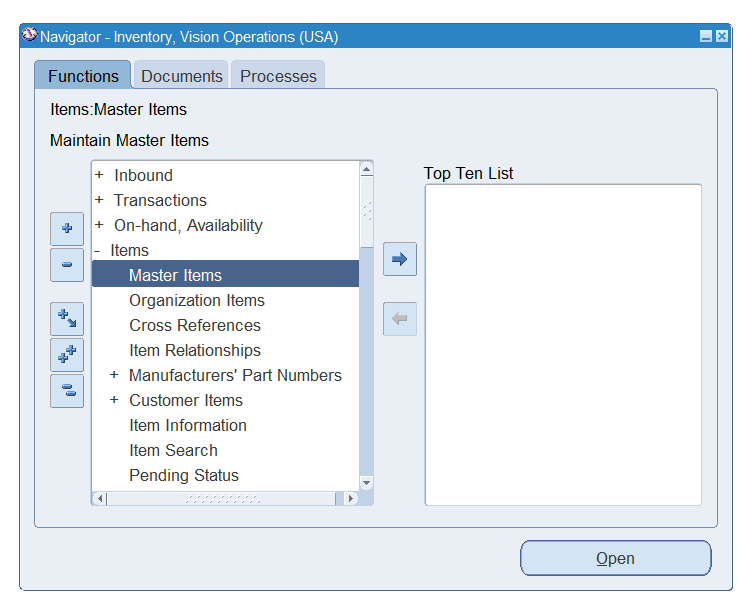 Navigator - Inventory, Vision Operations (USA)
Functions Documents Processes
Items:Master Items
Maintain Master Items
+ Inbound
+ Transactions
+ On-hand, Availability
- Items
Master Items
Organization Items
Cross References
Item Relationships
+ Manufacturers' Part Numbers
+ Customer Items
Item Information
Item Search
Pending Status
Top Ten List
Open